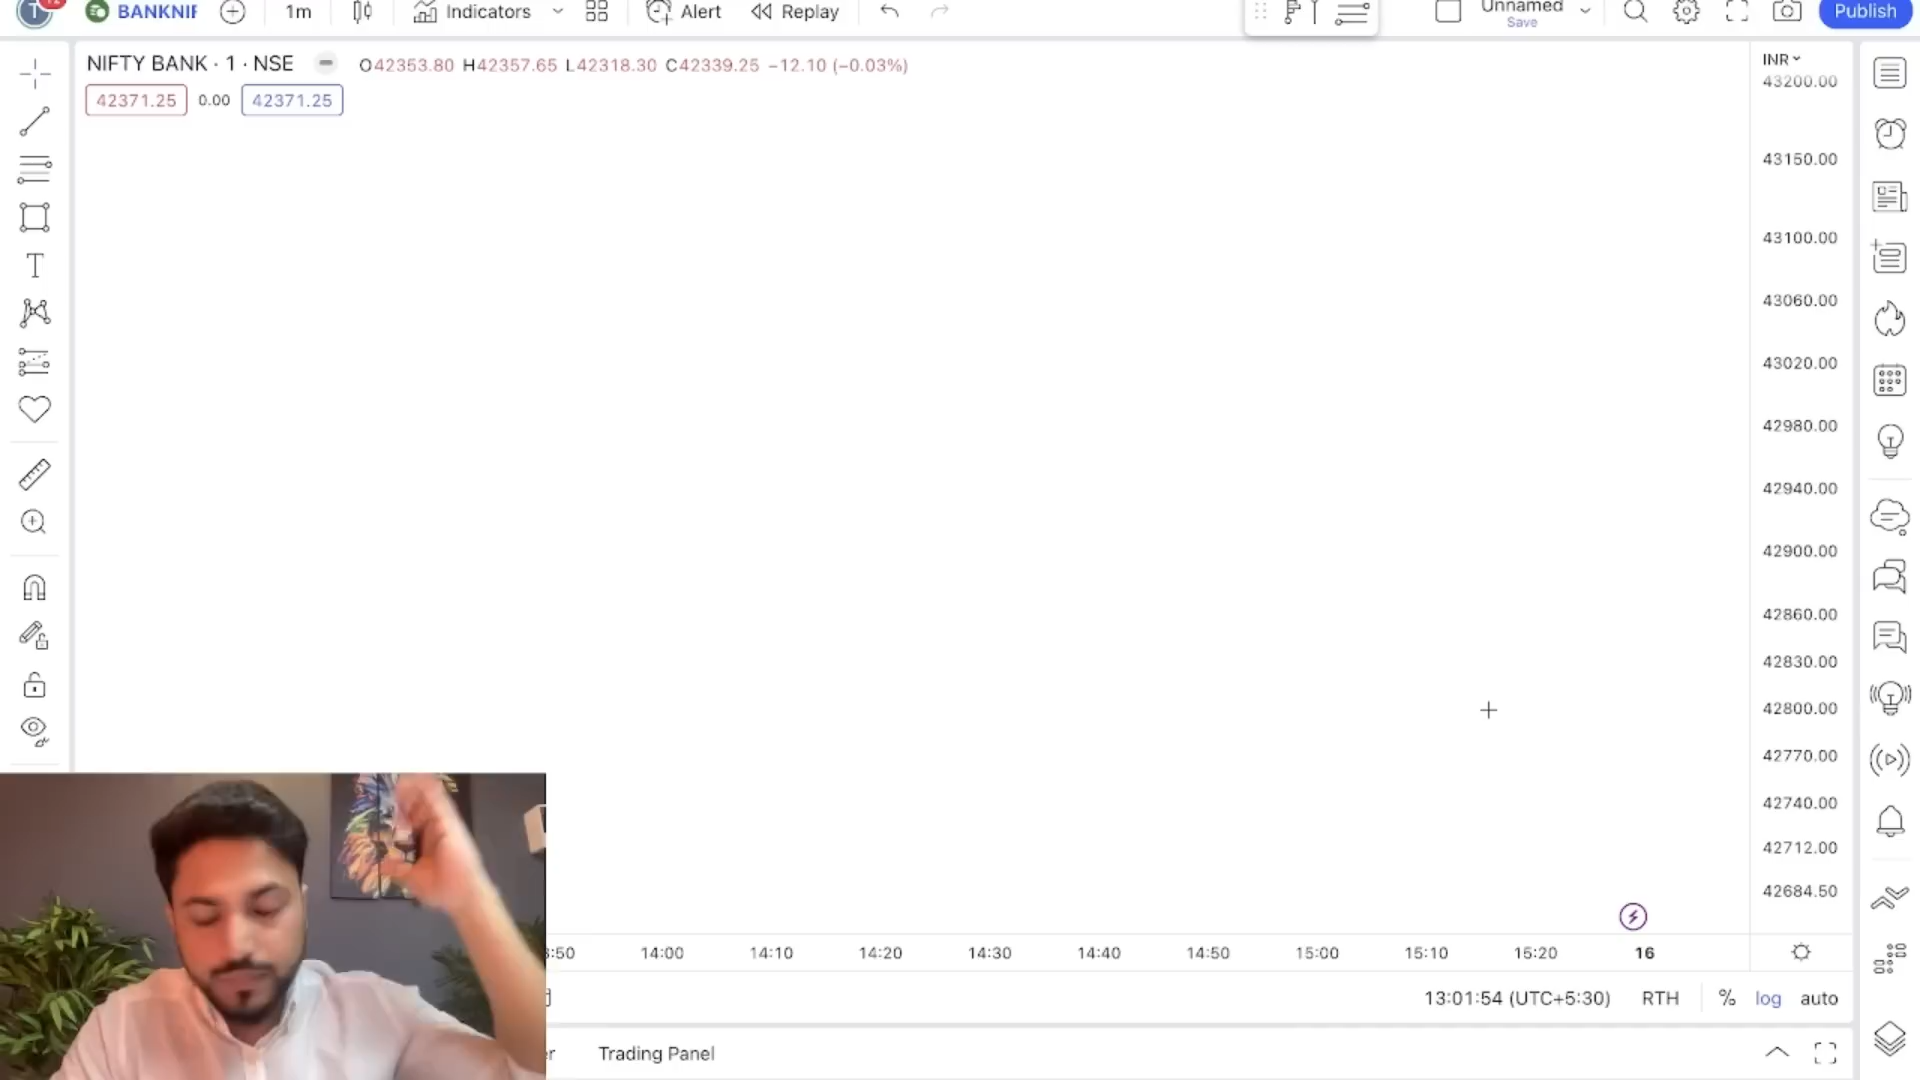 BANKNIF 1m Indicators Alert Replay Unnamed Save Publish
NIFTY BANK · 1 · NSE O42353.80 H42357.65 L42318.30 C42339.25 −12.10 (−0.03%)
42371.25 0.00 42371.25
INR
43200.00
43150.00
43100.00
43060.00
43020.00
42980.00
42940.00
42900.00
42860.00
42830.00
42800.00
42770.00
42740.00
42712.00
42684.50
:50 14:00 14:10 14:20 14:30 14:40 14:50 15:00 15:10 15:20 16
13:01:54 (UTC+5:30) RTH % log auto
Trading Panel